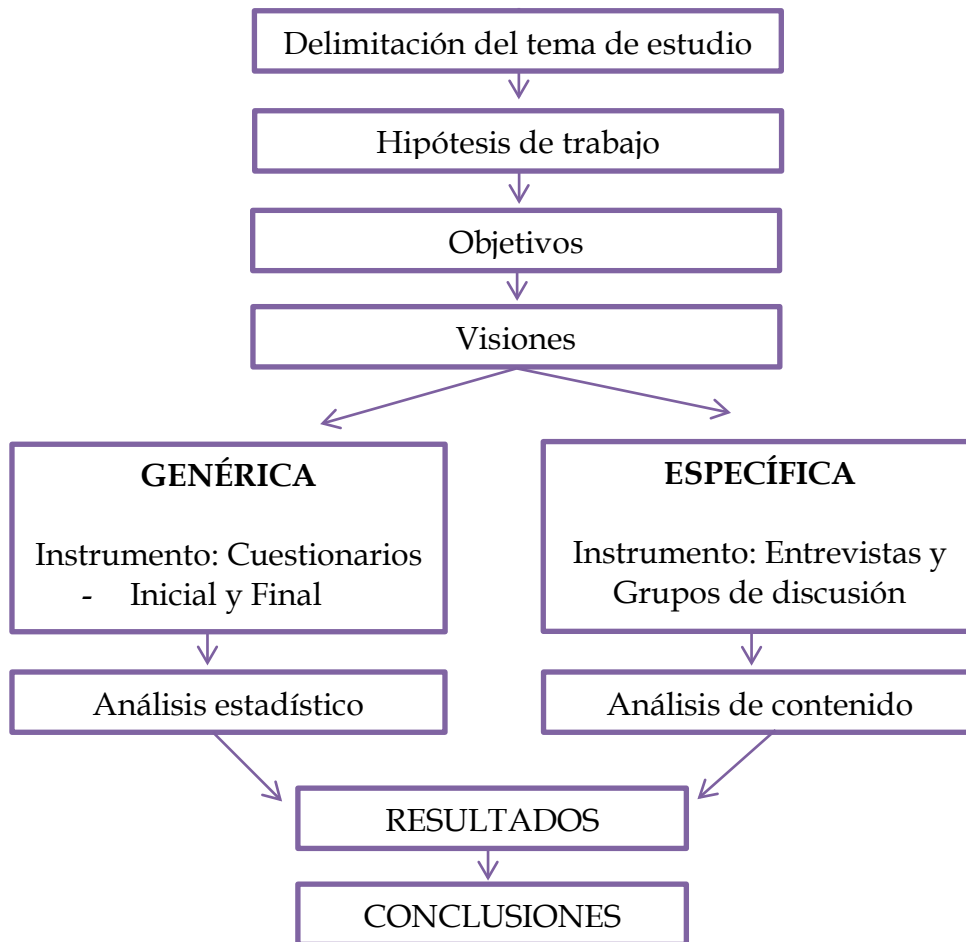 Delimitación del tema de estudio
Hipótesis de trabajo
Objetivos
Visiones
GENÉRICA
Instrumento: Cuestionarios
- Inicial y Final
ESPECÍFICA
Instrumento: Entrevistas y
Grupos de discusión
Análisis estadístico
Análisis de contenido
RESULTADOS
CONCLUSIONES